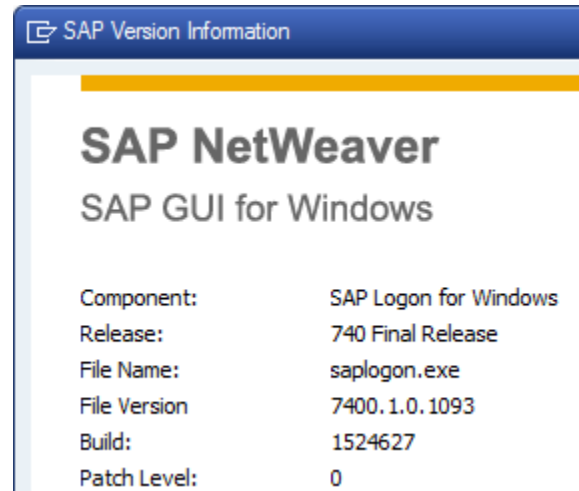 SAP Version Information
SAP NetWeaver
SAP GUI for Windows
Component: SAP Logon for Windows
Release: 740 Final Release
File Name: saplogon.exe
File Version 7400.1.0.1093
Build: 1524627
Patch Level: 0